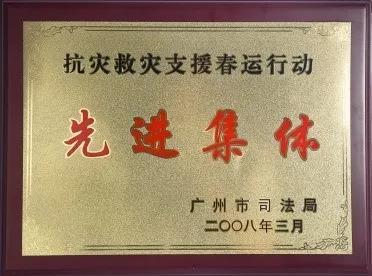 抗灾救灾支援春运行动
先进集体
广州市司法局
二〇〇八年三月